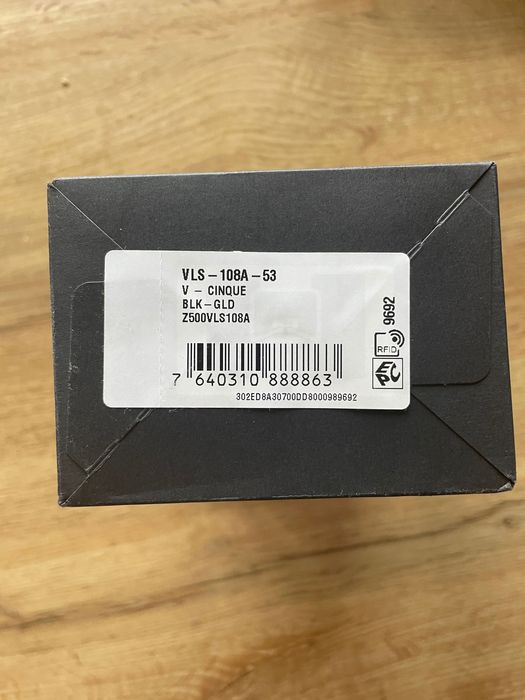 VLS-108A-53
V - CINQUE
BLK-GLD
Z500VLS108A
7 640310 888863
302ED8A30700DD8000989692
9692
RFID
EPC